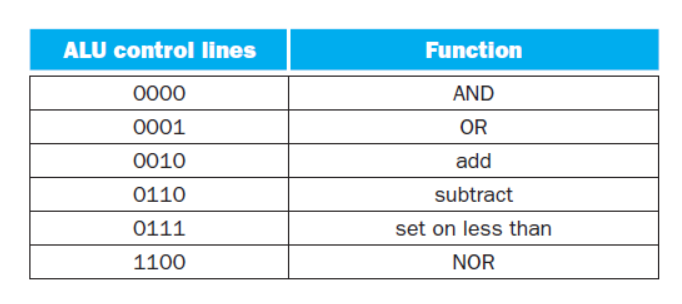 ALU control lines Function
0000 AND
0001 OR
0010 add
0110 subtract
0111 set on less than
1100 NOR